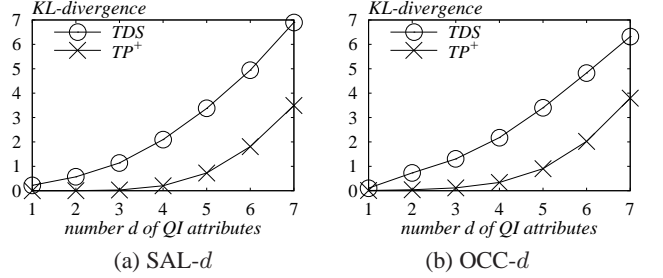 KL-divergence
7
6
5
4
3
2
1
0
TDS
TP+
1 2 3 4 5 6 7
number d of QI attributes
(a) SAL-d
KL-divergence
7
6
5
4
3
2
1
0
TDS
TP+
1 2 3 4 5 6 7
number d of QI attributes
(b) OCC-d